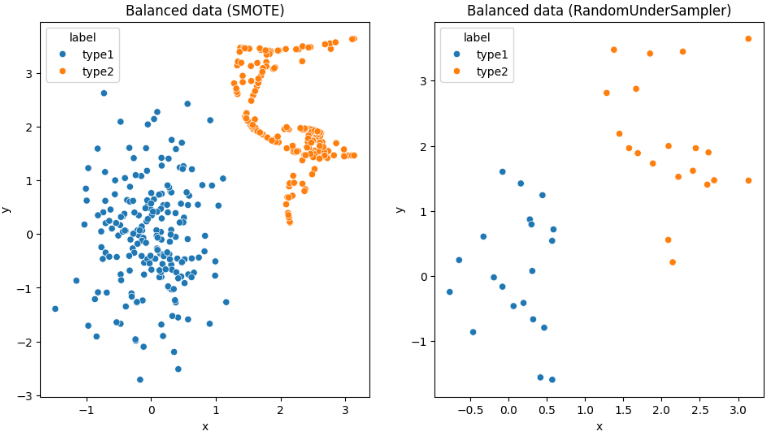 Balanced data (SMOTE)
label
type1
type2
3
2
1
0
−1
−2
−3
y
−1
0
1
2
3
x
Balanced data (RandomUnderSampler)
label
type1
type2
3
2
1
0
−1
y
−0.5
0.0
0.5
1.0
1.5
2.0
2.5
3.0
x